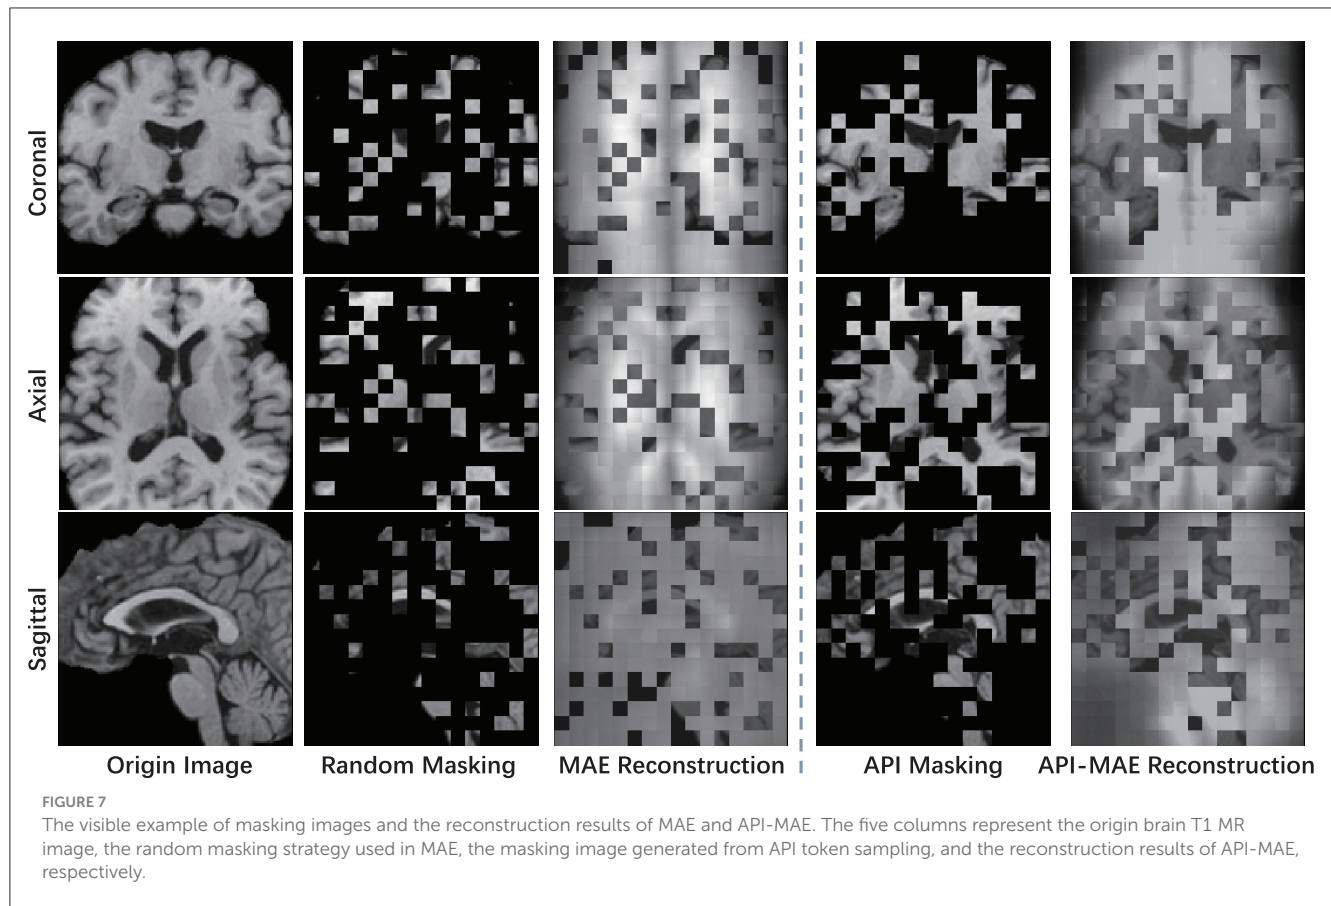 Coronal
Axial
Sagittal
Origin Image
Random Masking
MAE Reconstruction
API Masking
API-MAE Reconstruction
FIGURE 7
The visible example of masking images and the reconstruction results of MAE and API-MAE. The five columns represent the origin brain T1 MR
image, the random masking strategy used in MAE, the masking image generated from API token sampling, and the reconstruction results of API-MAE,
respectively.